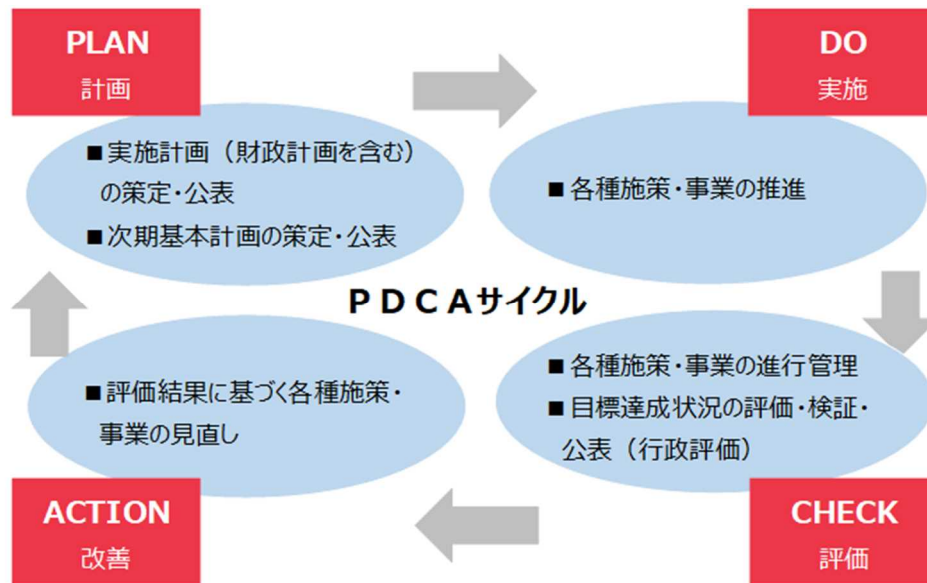 PLAN
計画
■実施計画（財政計画を含む）
の策定・公表
■次期基本計画の策定・公表
DO
実施
■各種施策・事業の推進
ＰＤＣＡサイクル
■評価結果に基づく各種施策・
事業の見直し
ACTION
改善
■各種施策・事業の進行管理
■目標達成状況の評価・検証・
公表（行政評価）
CHECK
評価